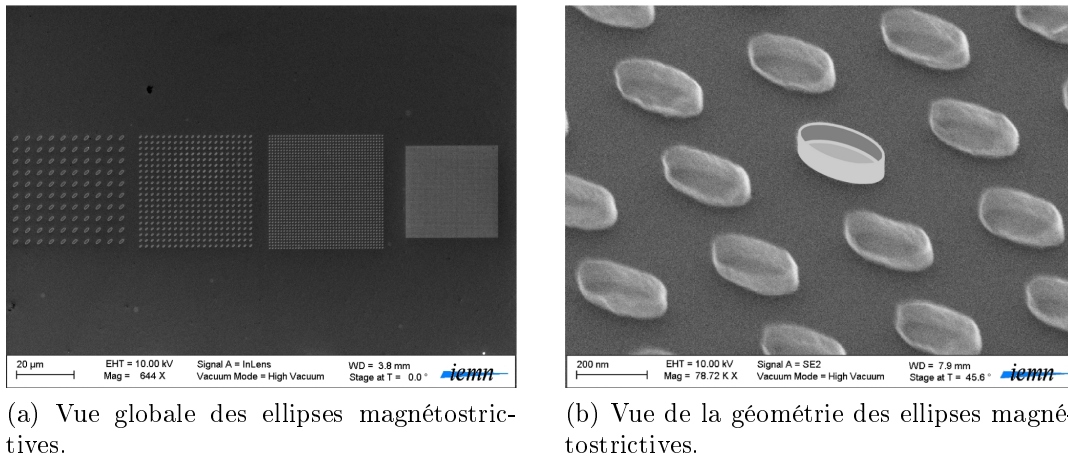 20 µm
EHT = 10.00 kV
Mag = 644 X
Signal A = InLens
Vacuum Mode = High Vacuum
WD = 3.8 mm
Stage at T = 0.0 °
iemn
200 nm
EHT = 10.00 kV
Mag = 78.72 K X
Signal A = SE2
Vacuum Mode = High Vacuum
WD = 7.9 mm
Stage at T = 45.6 °
iemn
(a) Vue globale des ellipses magnétostric-
tives.
(b) Vue de la géométrie des ellipses magné-
tostrictives.